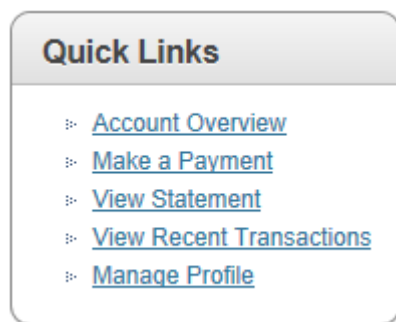 Quick Links
Account Overview
Make a Payment
View Statement
View Recent Transactions
Manage Profile